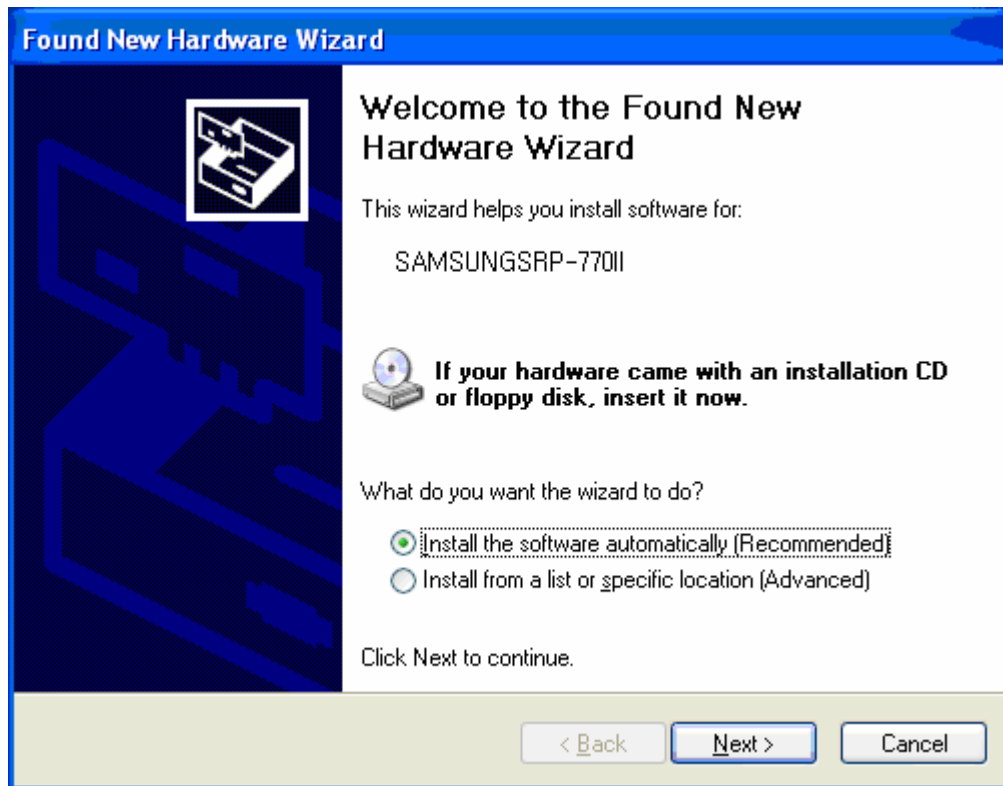 Found New Hardware Wizard
Welcome to the Found New
Hardware Wizard
This wizard helps you install software for:
SAMSUNGSRP-770II
If your hardware came with an installation CD
or floppy disk, insert it now.
What do you want the wizard to do?
Install the software automatically (Recommended)
Install from a list or specific location (Advanced)
Click Next to continue.
< Back Next > Cancel